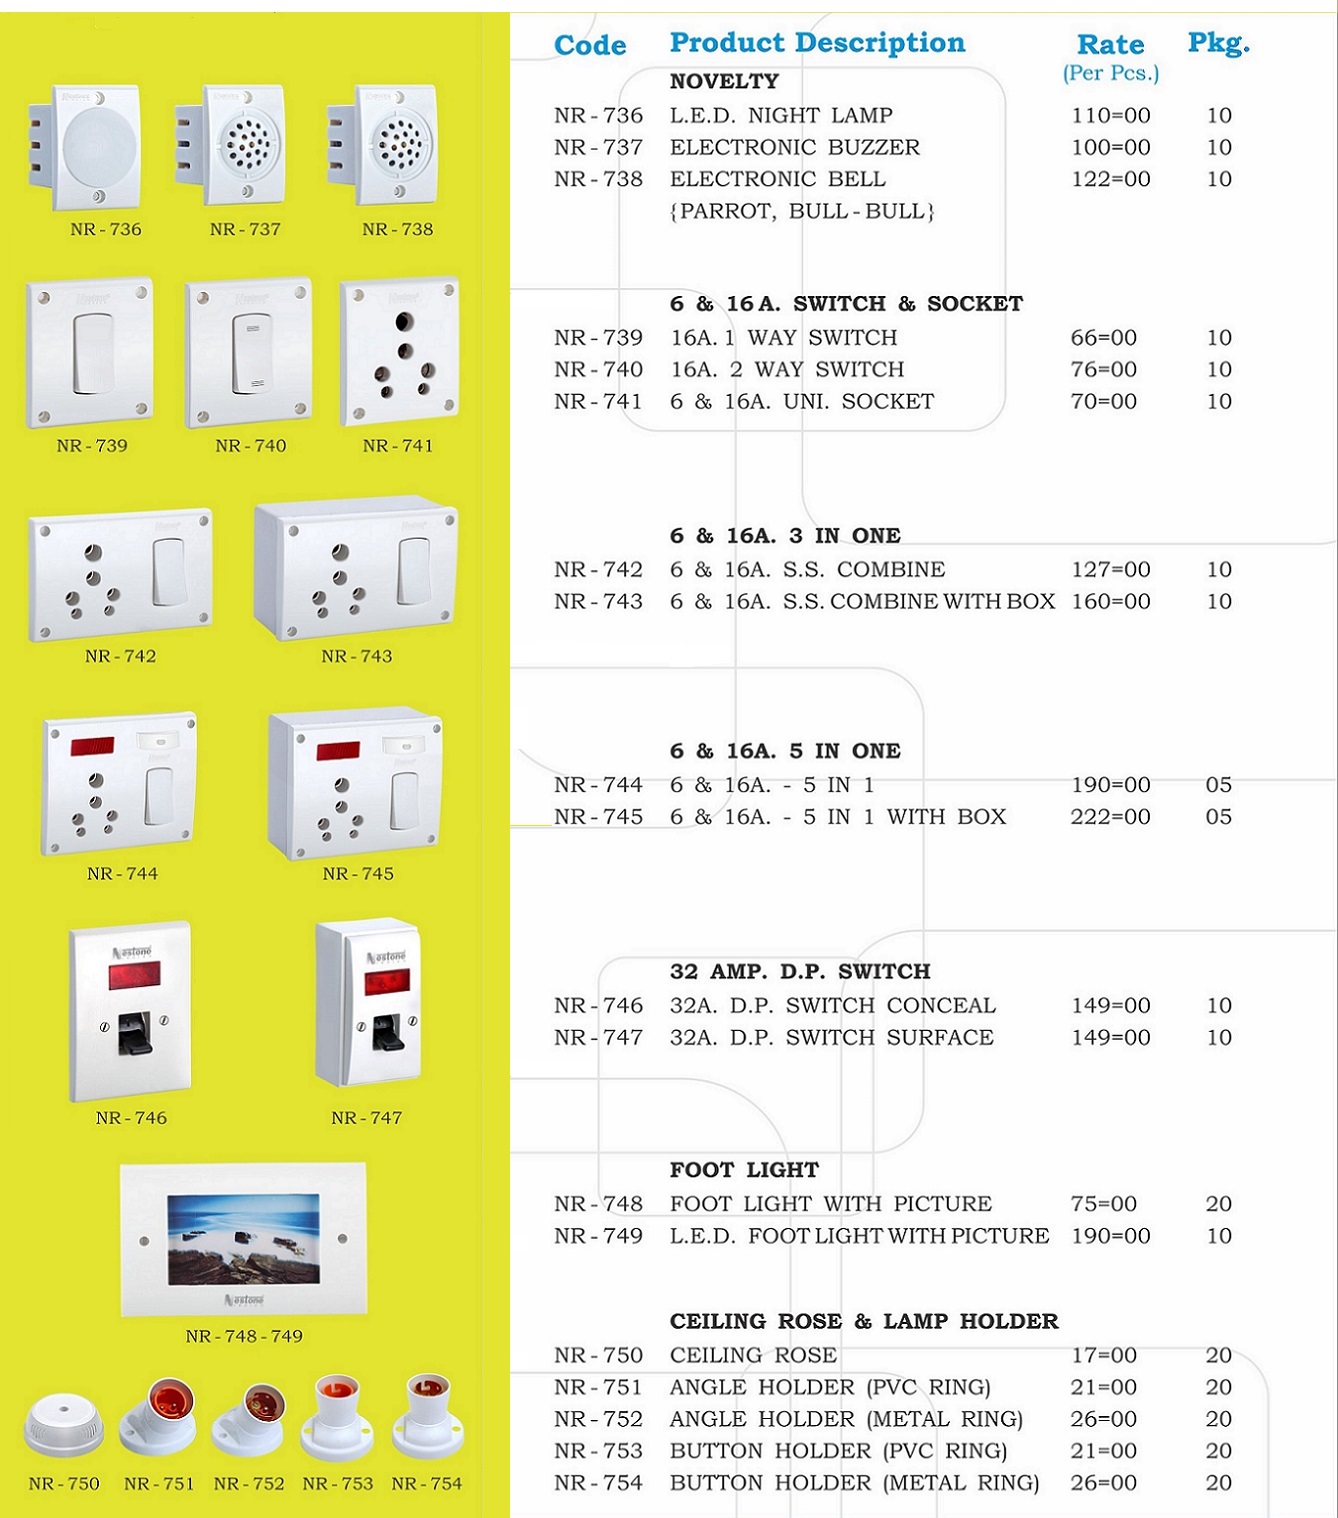 NR - 736 NR - 737 NR - 738
NR - 739 NR - 740 NR - 741
NR - 742 NR - 743
NR - 744 NR - 745
Nestone Nestone
NR - 746 NR - 747
Nestone
NR - 748 - 749
NR - 750 NR - 751 NR - 752 NR - 753 NR - 754
Code Product Description Rate Pkg.
(Per Pcs.)
NOVELTY
NR - 736 L.E.D. NIGHT LAMP 110=00 10
NR - 737 ELECTRONIC BUZZER 100=00 10
NR - 738 ELECTRONIC BELL 122=00 10
{PARROT, BULL - BULL}
6 & 16 A. SWITCH & SOCKET
NR - 739 16A. 1 WAY SWITCH 66=00 10
NR - 740 16A. 2 WAY SWITCH 76=00 10
NR - 741 6 & 16A. UNI. SOCKET 70=00 10
6 & 16A. 3 IN ONE
NR - 742 6 & 16A. S.S. COMBINE 127=00 10
NR - 743 6 & 16A. S.S. COMBINE WITH BOX 160=00 10
6 & 16A. 5 IN ONE
NR - 744 6 & 16A. - 5 IN 1 190=00 05
NR - 745 6 & 16A. - 5 IN 1 WITH BOX 222=00 05
32 AMP. D.P. SWITCH
NR - 746 32A. D.P. SWITCH CONCEAL 149=00 10
NR - 747 32A. D.P. SWITCH SURFACE 149=00 10
FOOT LIGHT
NR - 748 FOOT LIGHT WITH PICTURE 75=00 20
NR - 749 L.E.D. FOOT LIGHT WITH PICTURE 190=00 10
CEILING ROSE & LAMP HOLDER
NR - 750 CEILING ROSE 17=00 20
NR - 751 ANGLE HOLDER (PVC RING) 21=00 20
NR - 752 ANGLE HOLDER (METAL RING) 26=00 20
NR - 753 BUTTON HOLDER (PVC RING) 21=00 20
NR - 754 BUTTON HOLDER (METAL RING) 26=00 20